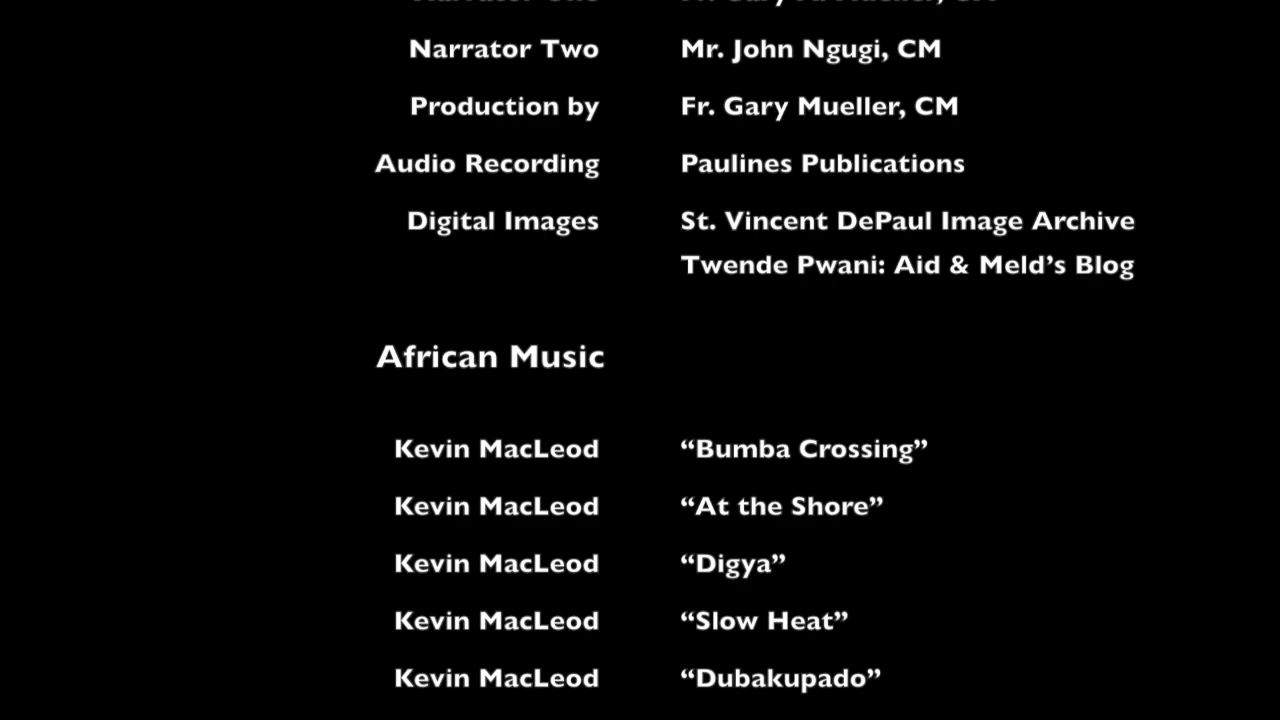 Narrator Two Mr. John Ngugi, CM
Production by Fr. Gary Mueller, CM
Audio Recording Paulines Publications
Digital Images St. Vincent DePaul Image Archive
Twende Pwani: Aid & Meld’s Blog
African Music
Kevin MacLeod “Bumba Crossing”
Kevin MacLeod “At the Shore”
Kevin MacLeod “Digya”
Kevin MacLeod “Slow Heat”
Kevin MacLeod “Dubakupado”